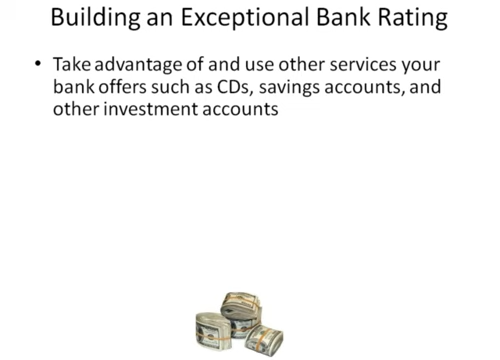 Building an Exceptional Bank Rating
• Take advantage of and use other services your
bank offers such as CDs, savings accounts, and
other investment accounts